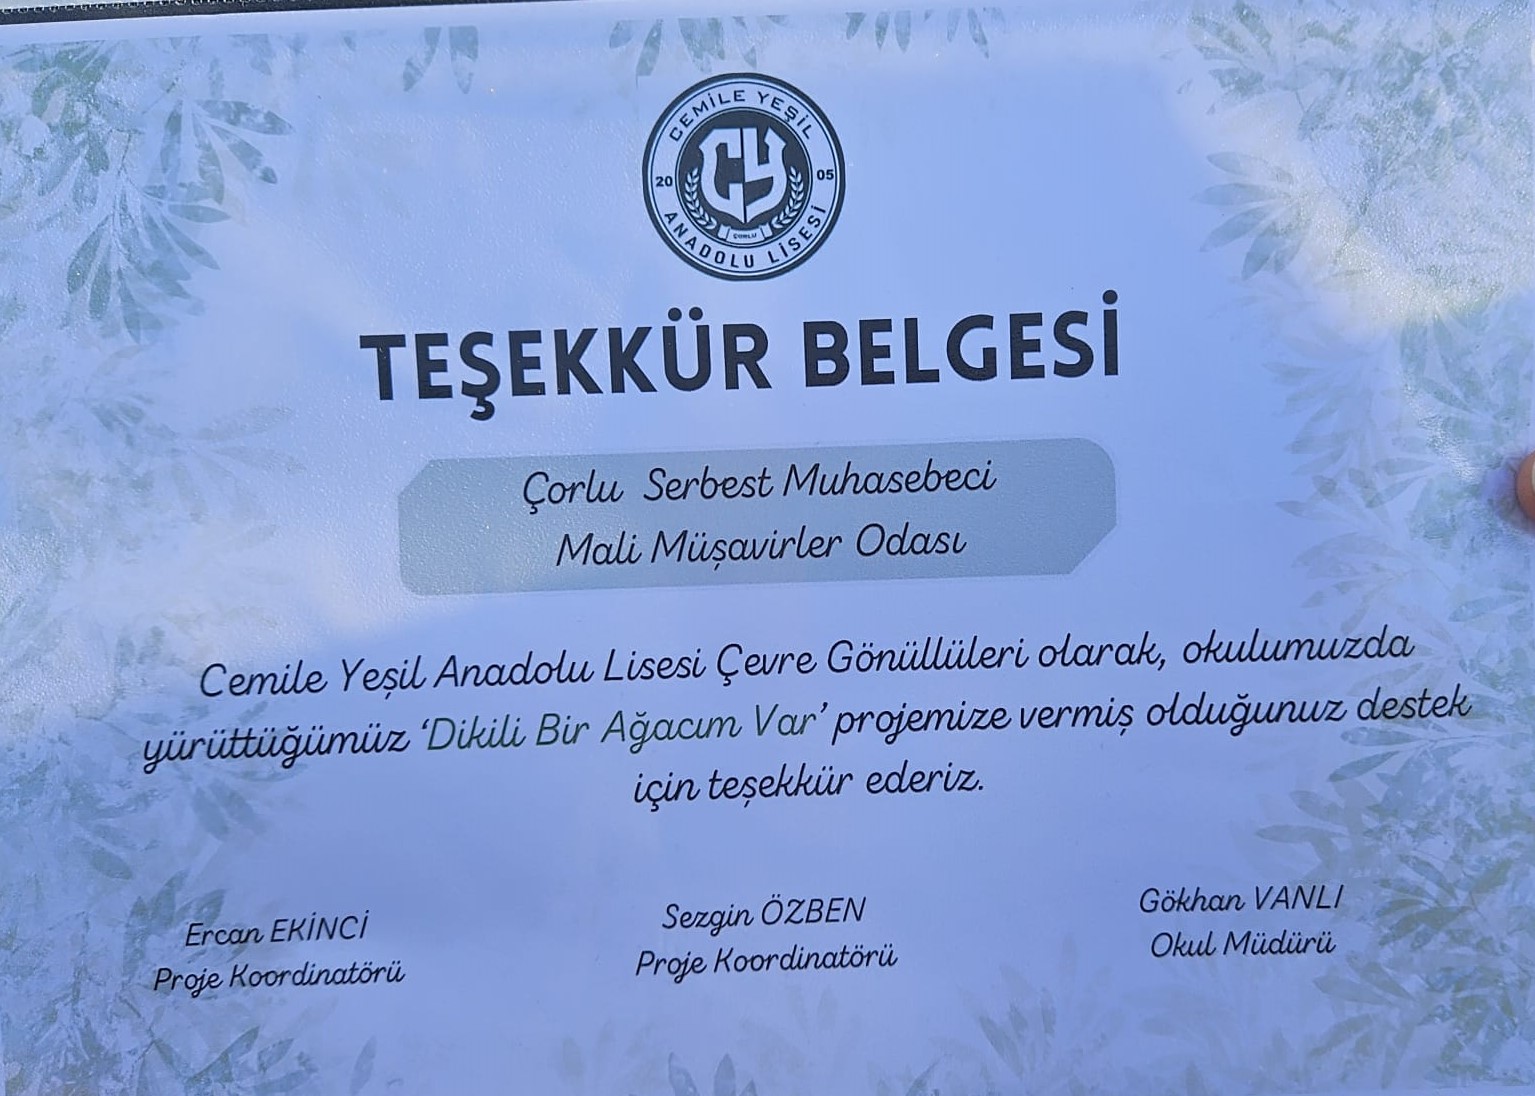 CEMİLE YEŞİL
CY
20 05
ÇORLU
ANADOLU LİSESİ
TEŞEKKÜR BELGESİ
Çorlu Serbest Muhasebeci
Mali Müşavirler Odası
Cemile Yeşil Anadolu Lisesi Çevre Gönüllüleri olarak, okulumuzda
yürüttüğümüz ‘Dikili Bir Ağacım Var’ projemize vermiş olduğunuz destek
için teşekkür ederiz.
Ercan EKİNCİ
Proje Koordinatörü
Sezgin ÖZBEN
Proje Koordinatörü
Gökhan VANLI
Okul Müdürü